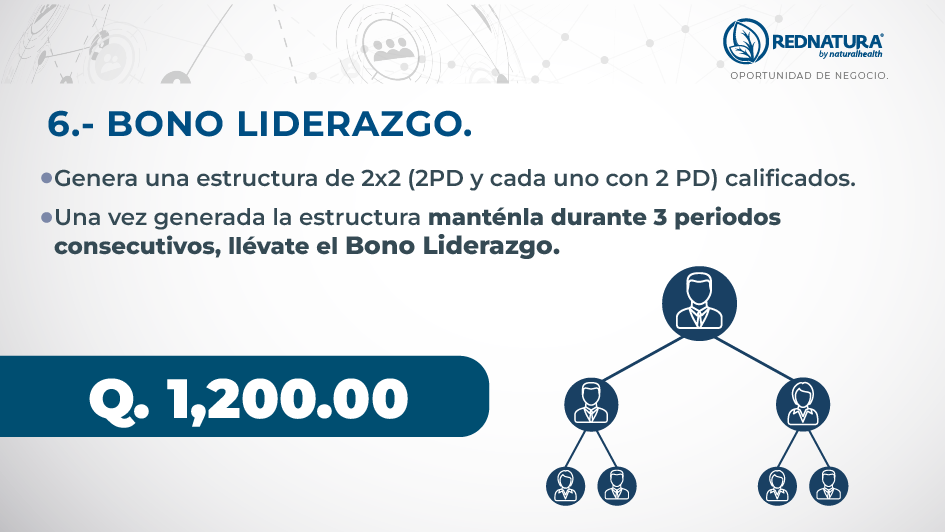 REDNATURA®
by naturalhealth
OPORTUNIDAD DE NEGOCIO.
6.- BONO LIDERAZGO.
•Genera una estructura de 2x2 (2PD y cada uno con 2 PD) calificados.
•Una vez generada la estructura manténla durante 3 periodos
consecutivos, llévate el Bono Liderazgo.
Q. 1,200.00